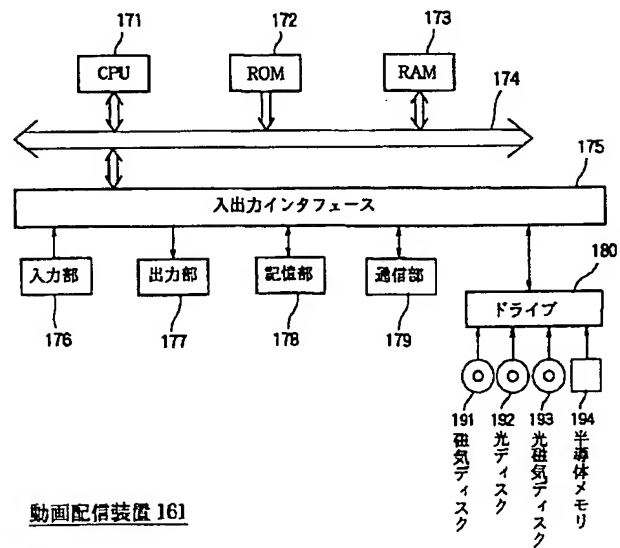 171
172
173
CPU
ROM
RAM
174
175
入出力インタフェース
180
入力部
出力部
記憶部
通信部
ドライブ
176
177
178
179
191
192
193
194
磁気ディスク
光ディスク
光磁気ディスク
半導体メモリ
動画配信装置 161